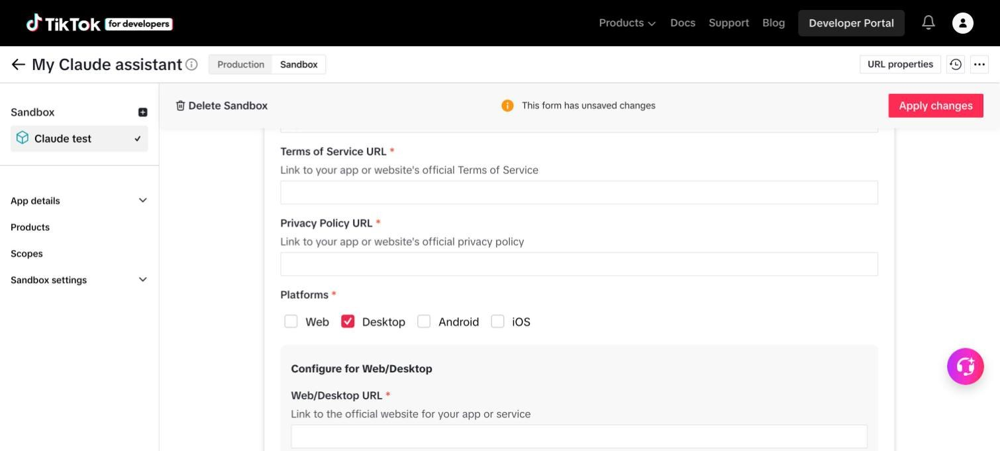 TikTok for developers
Products Docs Support Blog Developer Portal
My Claude assistant Production Sandbox URL properties
Sandbox
Claude test
App details
Products
Scopes
Sandbox settings
Delete Sandbox This form has unsaved changes Apply changes
Terms of Service URL *
Link to your app or website's official Terms of Service
Privacy Policy URL *
Link to your app or website's official privacy policy
Platforms *
Web Desktop Android iOS
Configure for Web/Desktop
Web/Desktop URL *
Link to the official website for your app or service